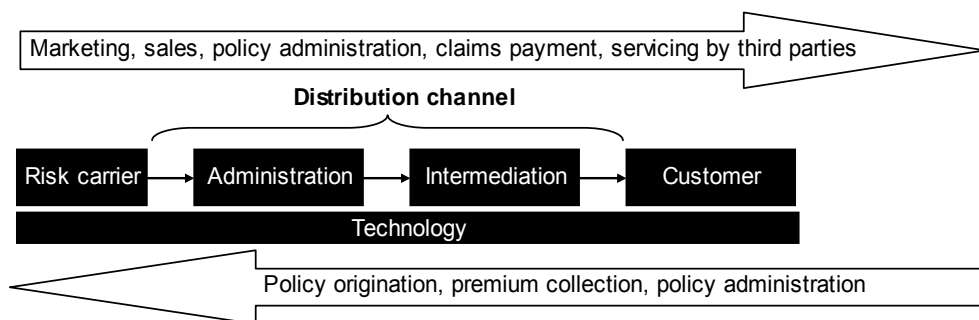 Marketing, sales, policy administration, claims payment, servicing by third parties
Distribution channel
Risk carrier
Administration
Intermediation
Customer
Technology
Policy origination, premium collection, policy administration